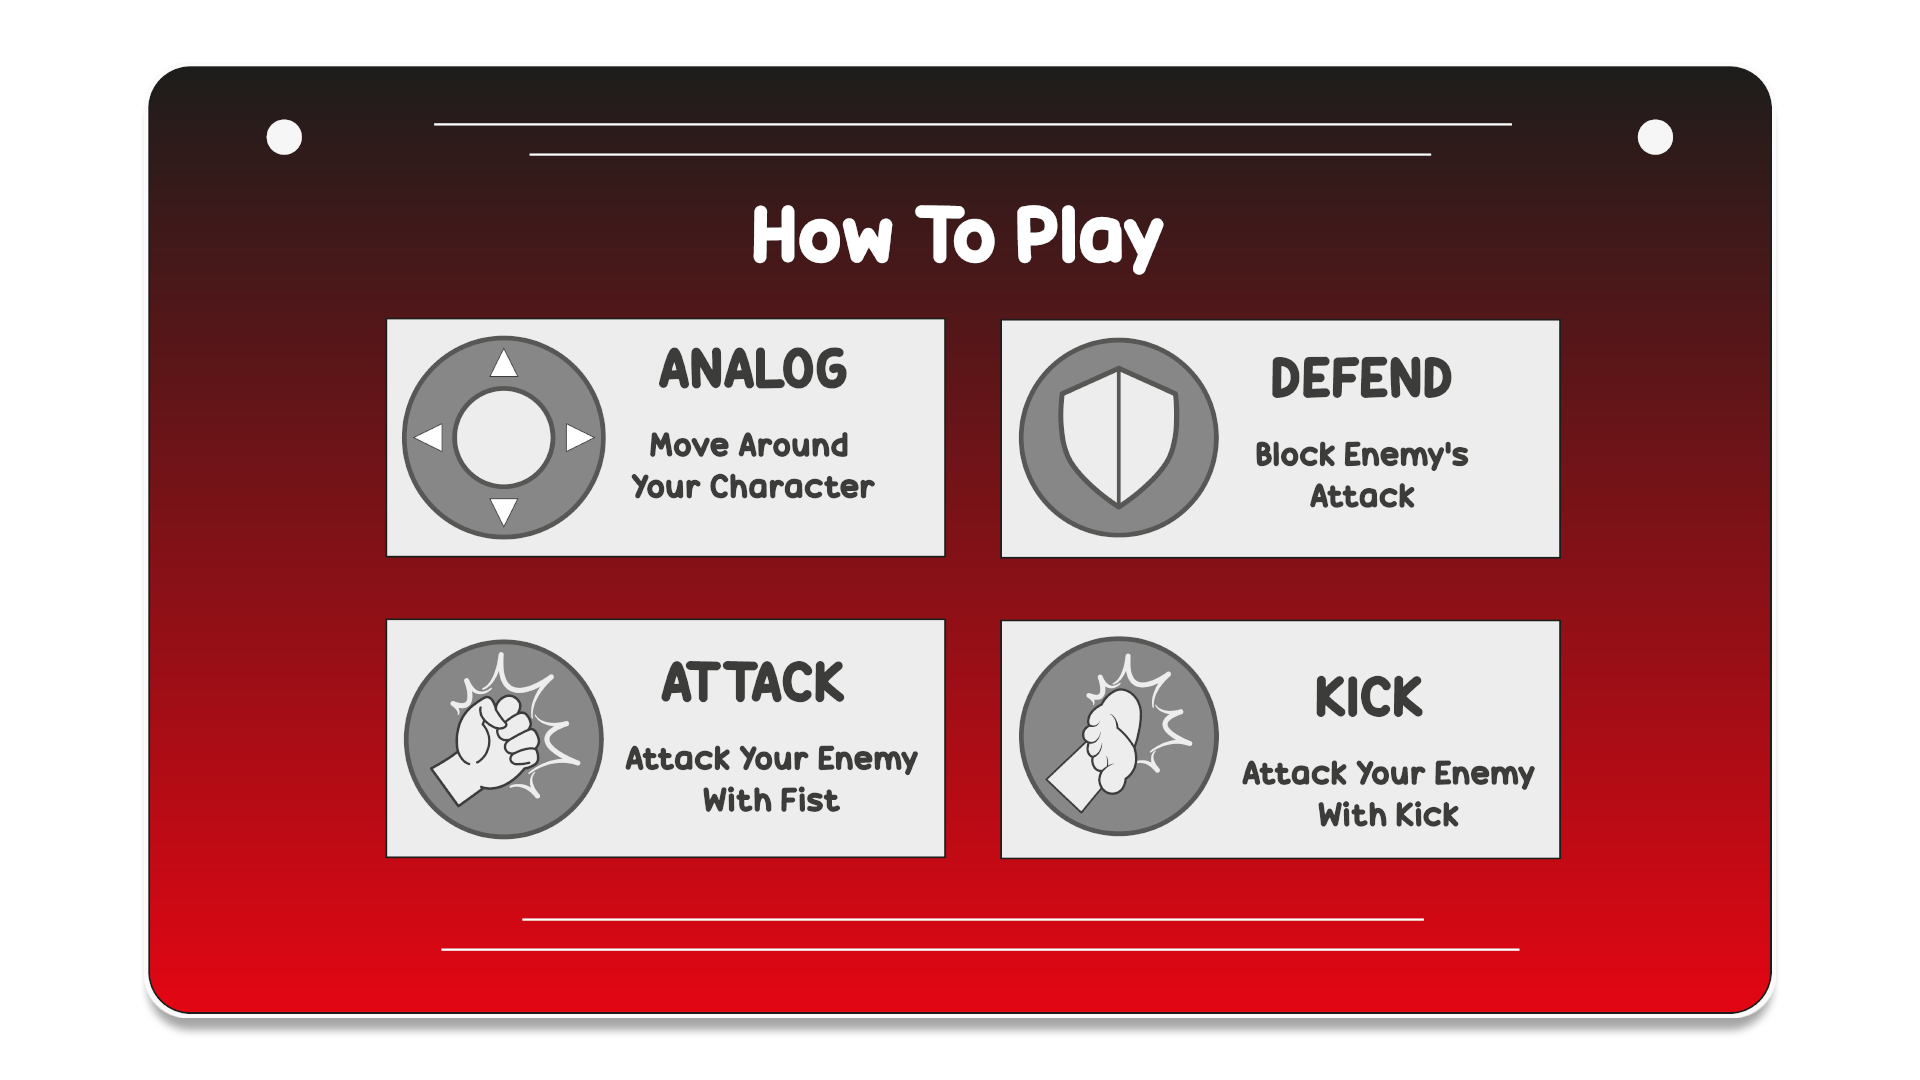 How To Play
ANALOG
Move Around
Your Character
DEFEND
Block Enemy's
Attack
ATTACK
Attack Your Enemy
With Fist
KICK
Attack Your Enemy
With Kick